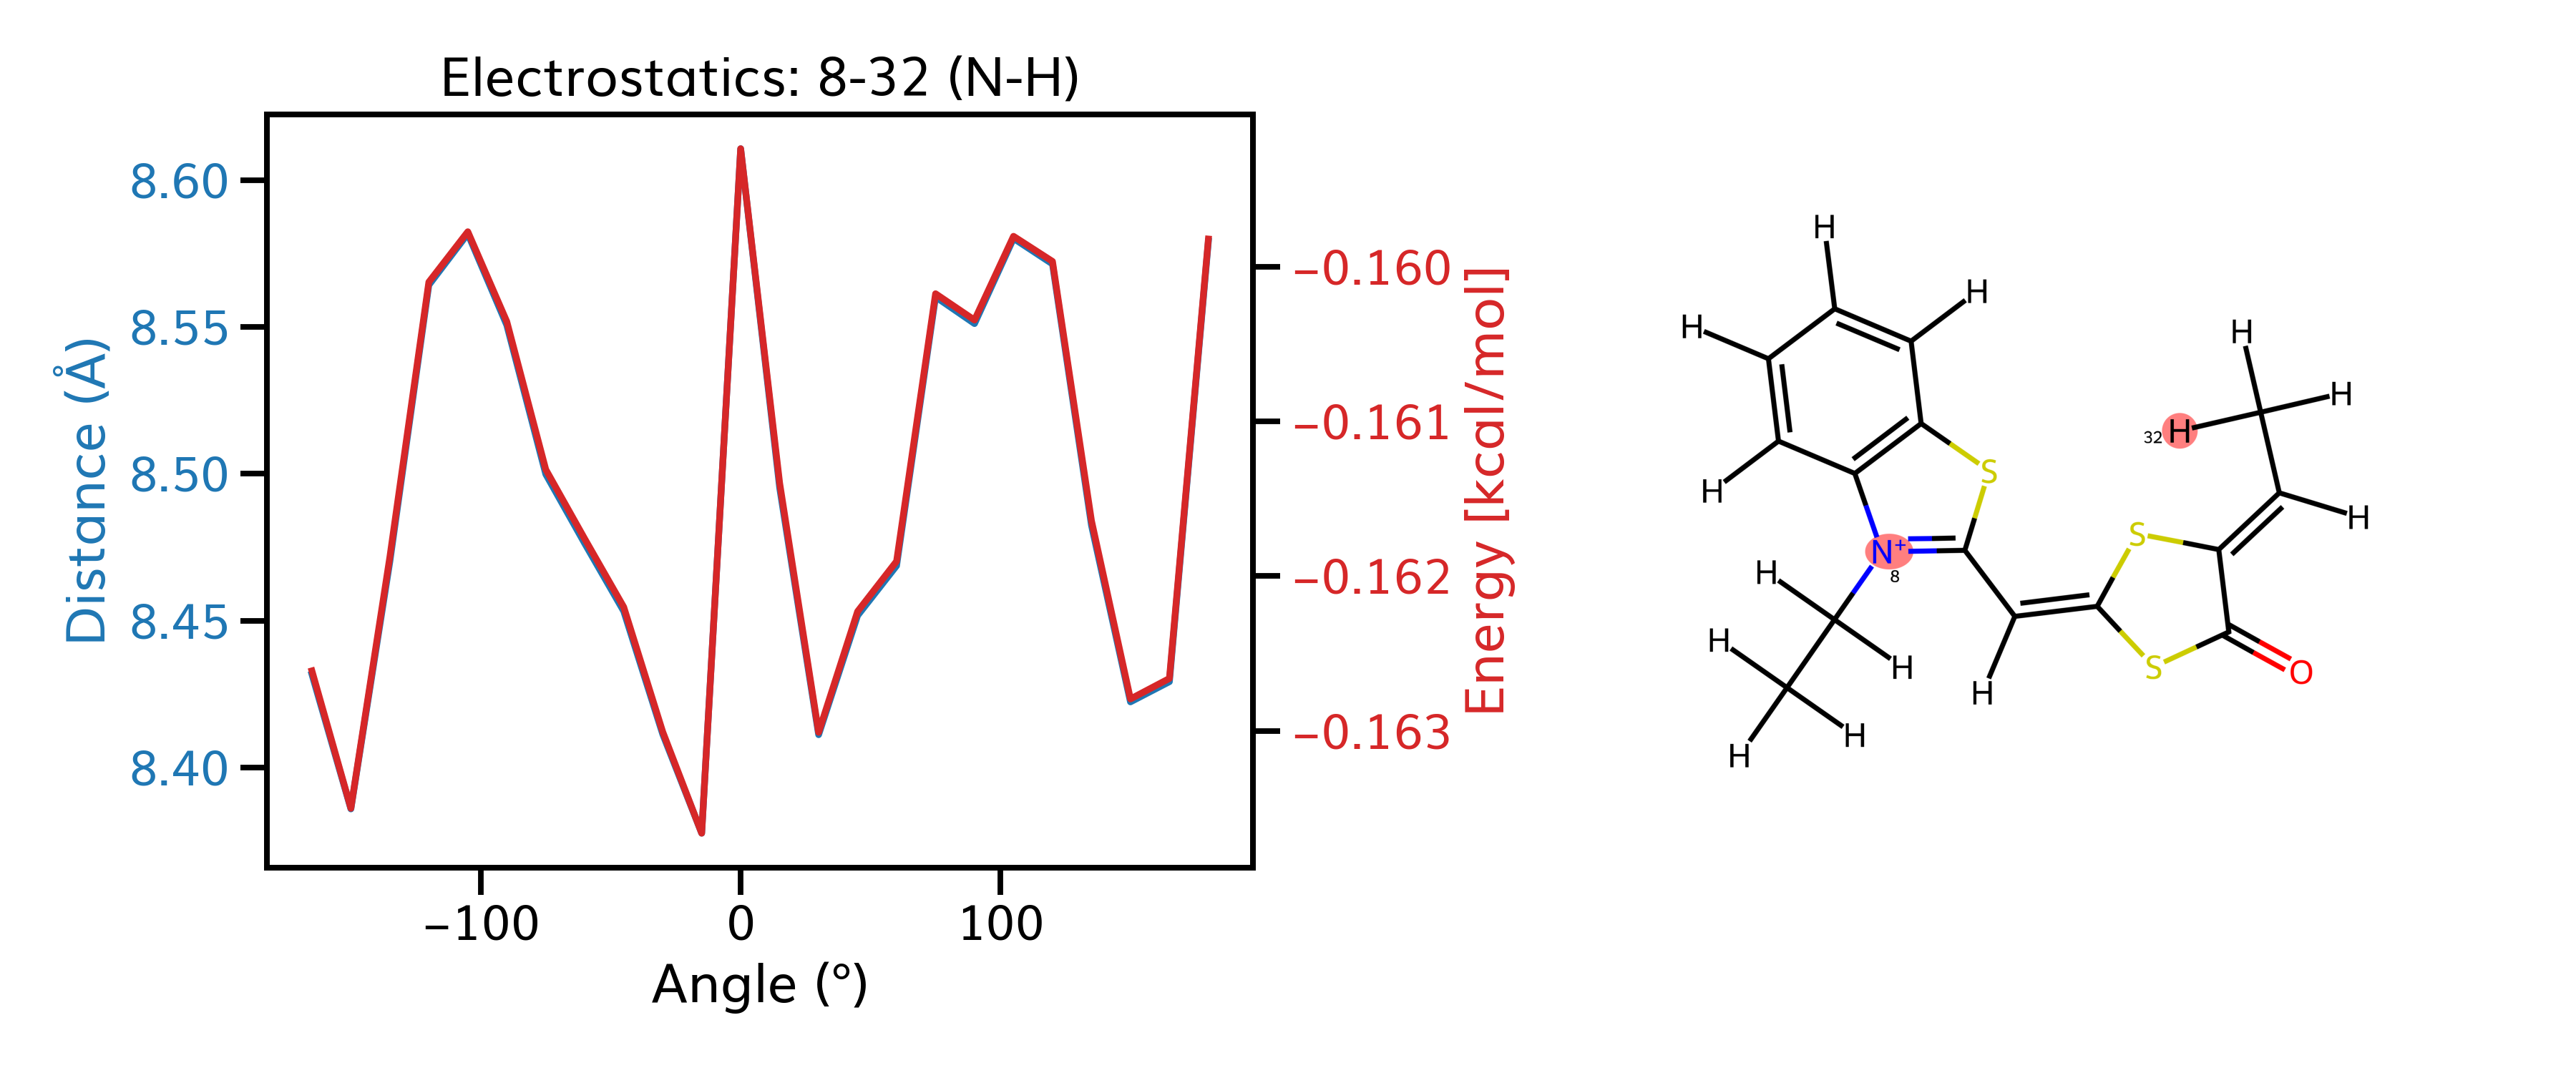 Electrostatics: 8-32 (N-H)
Distance (Å)
8.60
8.55
8.50
8.45
8.40
−0.160
−0.161
−0.162
−0.163
Energy [kcal/mol]
−100
0
100
Angle (°)
H
H
H
H
H
H
32 H
H
S
H
S
N⁺
8
H
H
H
S
O
H
H
H